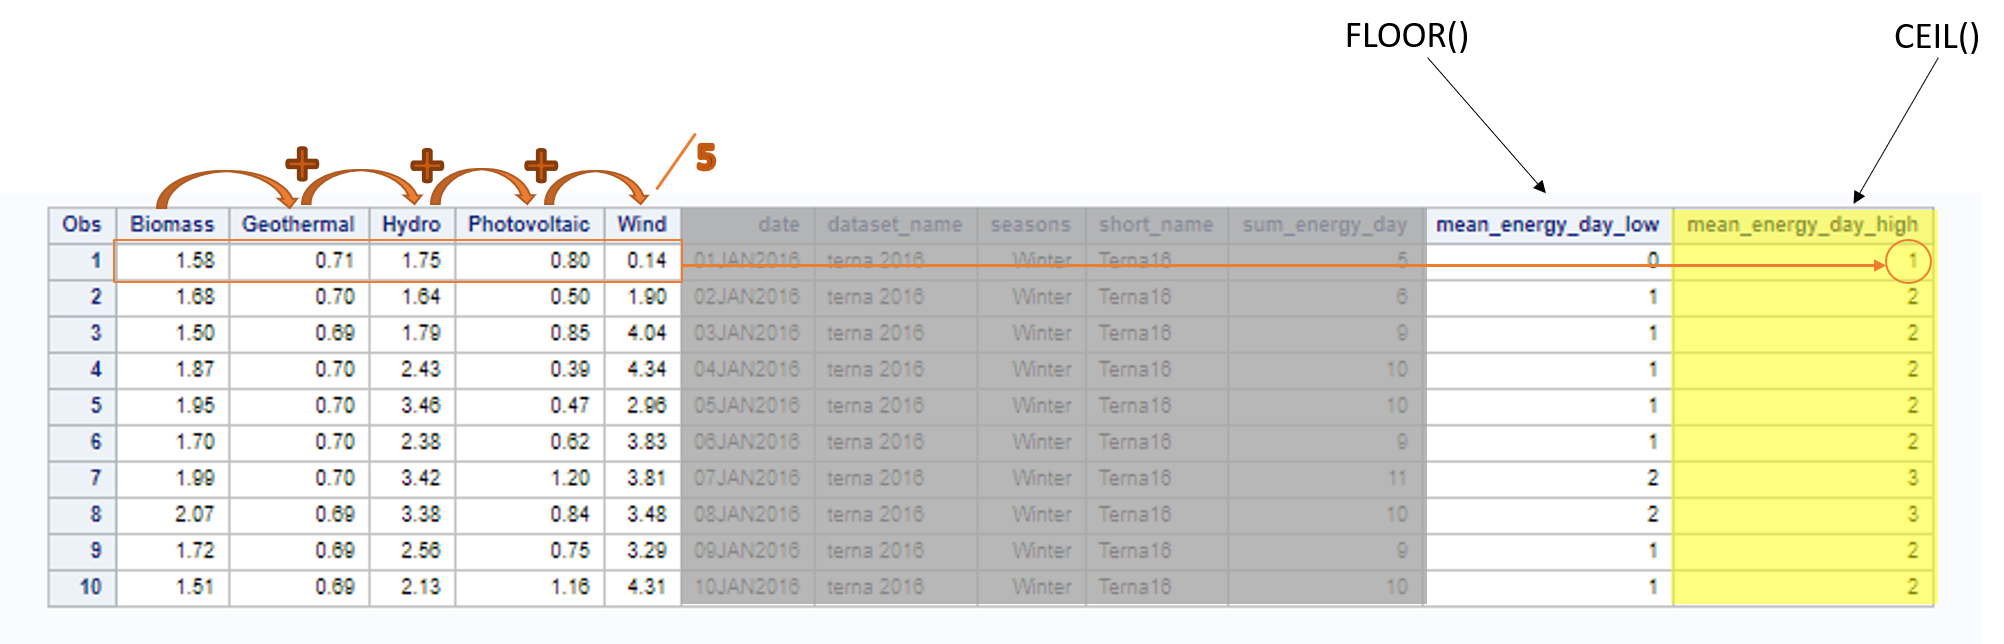 FLOOR() CEIL()
+ + + / 5
Obs Biomass Geothermal Hydro Photovoltaic Wind date dataset_name seasons short_name sum_energy_day mean_energy_day_low mean_energy_day_high
1 1.58 0.71 1.75 0.80 0.14 01JAN2016 terna 2016 Winter Terna16 5 0 1
2 1.68 0.70 1.64 0.50 1.90 02JAN2016 terna 2016 Winter Terna16 6 1 2
3 1.50 0.69 1.79 0.85 4.04 03JAN2016 terna 2016 Winter Terna16 9 1 2
4 1.87 0.70 2.43 0.39 4.34 04JAN2016 terna 2016 Winter Terna16 10 1 2
5 1.95 0.70 3.46 0.47 2.96 05JAN2016 terna 2016 Winter Terna16 10 1 2
6 1.70 0.70 2.38 0.62 3.83 06JAN2016 terna 2016 Winter Terna16 9 1 2
7 1.99 0.70 3.42 1.20 3.81 07JAN2016 terna 2016 Winter Terna16 11 2 3
8 2.07 0.69 3.38 0.84 3.48 08JAN2016 terna 2016 Winter Terna16 10 2 3
9 1.72 0.69 2.56 0.75 3.29 09JAN2016 terna 2016 Winter Terna16 9 1 2
10 1.51 0.69 2.13 1.16 4.31 10JAN2016 terna 2016 Winter Terna16 10 1 2